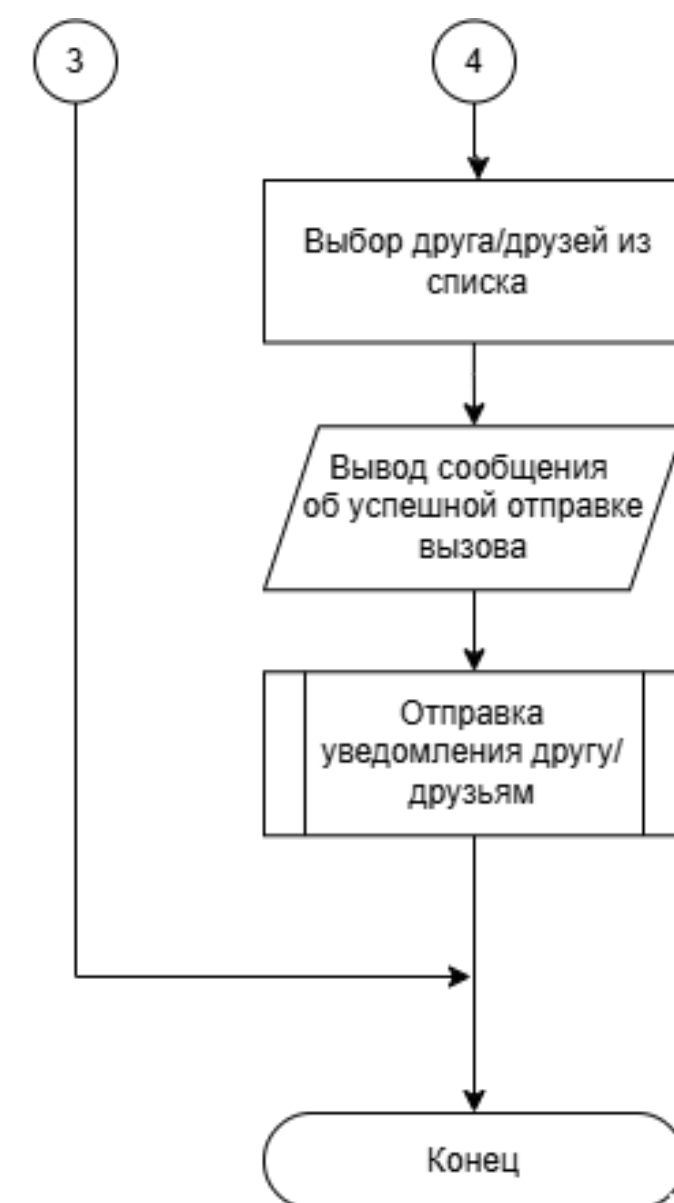 3
4
Выбор друга/друзей из
списка
Вывод сообщения
об успешной отправке
вызова
Отправка
уведомления другу/
друзьям
Конец